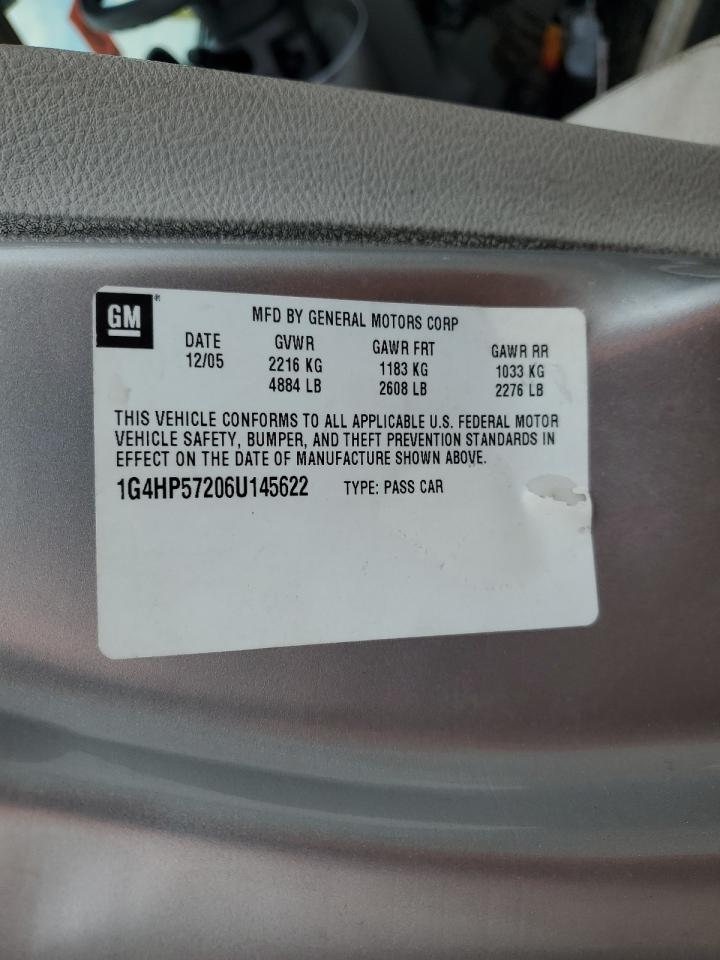 GM®
MFD BY GENERAL MOTORS CORP
DATE GVWR GAWR FRT GAWR RR
12/05 2216 KG 1183 KG 1033 KG
4884 LB 2608 LB 2276 LB
THIS VEHICLE CONFORMS TO ALL APPLICABLE U.S. FEDERAL MOTOR
VEHICLE SAFETY, BUMPER, AND THEFT PREVENTION STANDARDS IN
EFFECT ON THE DATE OF MANUFACTURE SHOWN ABOVE.
1G4HP57206U145622 TYPE: PASS CAR